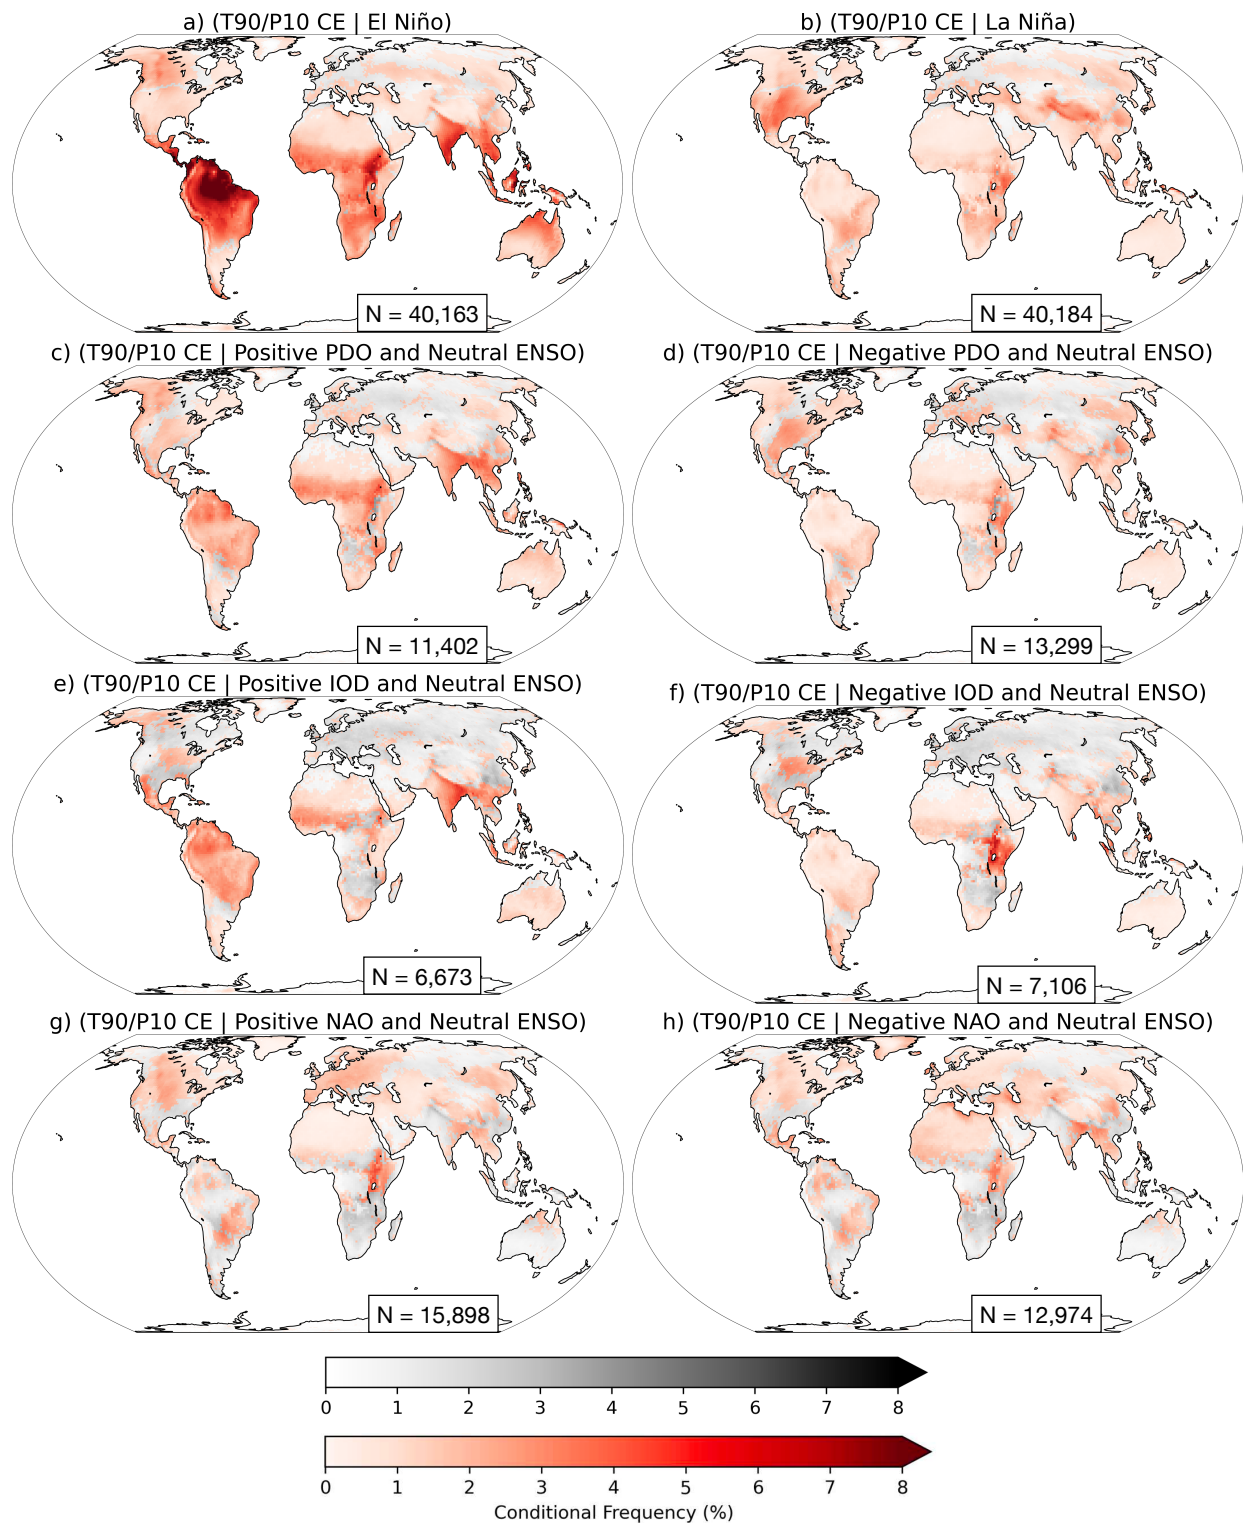 a) (T90/P10 CE | El Niño)
b) (T90/P10 CE | La Niña)
N = 40,163
N = 40,184
c) (T90/P10 CE | Positive PDO and Neutral ENSO)
d) (T90/P10 CE | Negative PDO and Neutral ENSO)
N = 11,402
N = 13,299
e) (T90/P10 CE | Positive IOD and Neutral ENSO)
f) (T90/P10 CE | Negative IOD and Neutral ENSO)
N = 6,673
N = 7,106
g) (T90/P10 CE | Positive NAO and Neutral ENSO)
h) (T90/P10 CE | Negative NAO and Neutral ENSO)
N = 15,898
N = 12,974
0 1 2 3 4 5 6 7 8
0 1 2 3 4 5 6 7 8
Conditional Frequency (%)